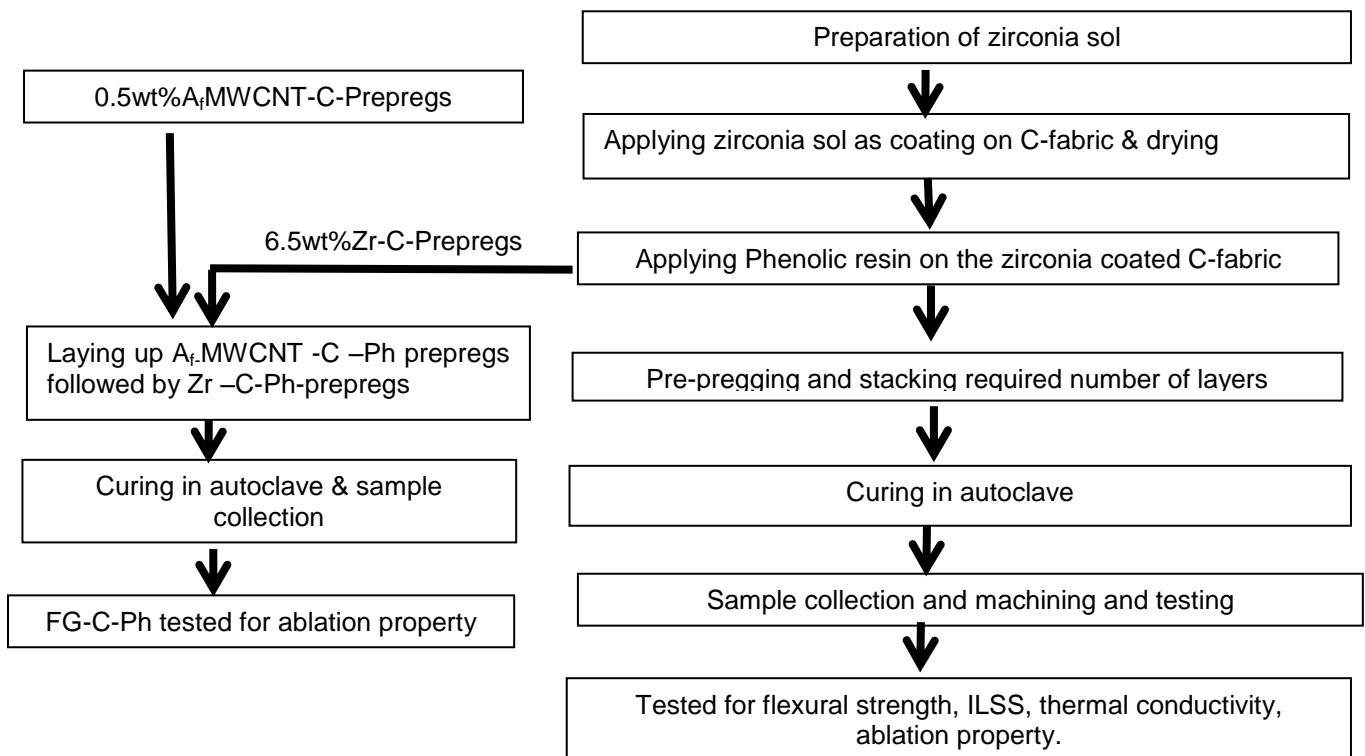 Preparation of zirconia sol
0.5wt%AfMWCNT-C-Prepregs
Applying zirconia sol as coating on C-fabric & drying
6.5wt%Zr-C-Prepregs
Applying Phenolic resin on the zirconia coated C-fabric
Laying up Af-MWCNT -C –Ph prepregs
followed by Zr –C-Ph-prepregs
Pre-pregging and stacking required number of layers
Curing in autoclave & sample
collection
Curing in autoclave
FG-C-Ph tested for ablation property
Sample collection and machining and testing
Tested for flexural strength, ILSS, thermal conductivity,
ablation property.